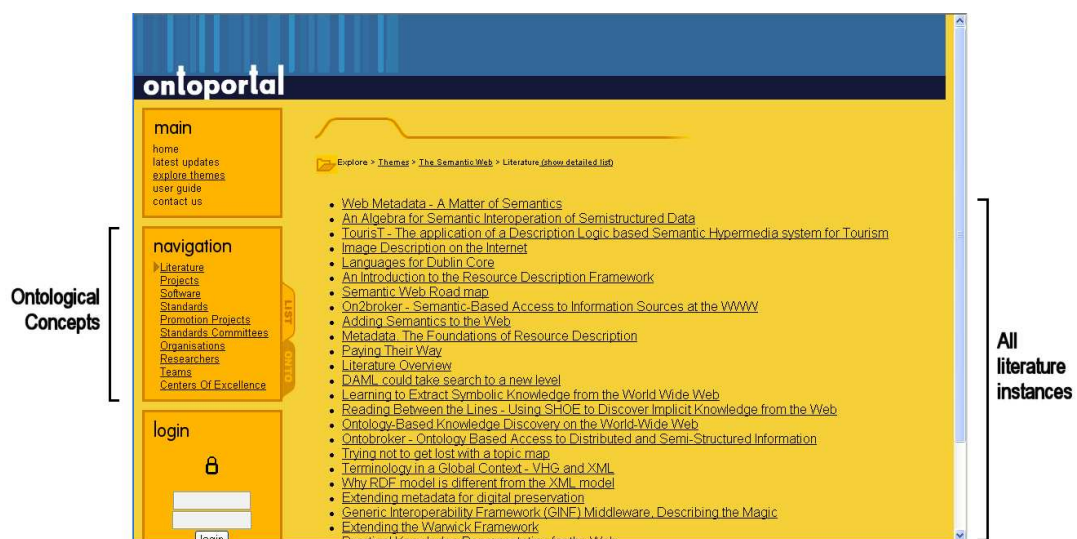 ontoportal
main
home
latest updates
explore themes
user guide
contact us
navigation
Literature
Projects
Software
Standards
Promotion Projects
Standards Committees
Organisations
Researchers
Teams
Centers Of Excellence
LIST
ONTO
login
login
Explore > Themes > The Semantic Web > Literature (show detailed list)
Web Metadata - A Matter of Semantics
An Algebra for Semantic Interoperation of Semistructured Data
TourisT - The application of a Description Logic based Semantic Hypermedia system for Tourism
Image Description on the Internet
Languages for Dublin Core
An Introduction to the Resource Description Framework
Semantic Web Road map
On2broker - Semantic-Based Access to Information Sources at the WWW
Adding Semantics to the Web
Metadata. The Foundations of Resource Description
Paying Their Way
Literature Overview
DAML could take search to a new level
Learning to Extract Symbolic Knowledge from the World Wide Web
Reading Between the Lines - Using SHOE to Discover Implicit Knowledge from the Web
Ontology-Based Knowledge Discovery on the World-Wide Web
Ontobroker - Ontology Based Access to Distributed and Semi-Structured Information
Trying not to get lost with a topic map
Terminology in a Global Context - VHG and XML
Why RDF model is different from the XML model
Extending metadata for digital preservation
Generic Interoperability Framework (GINF) Middleware, Describing the Magic
Extending the Warwick Framework
Ontological
Concepts
All
literature
instances